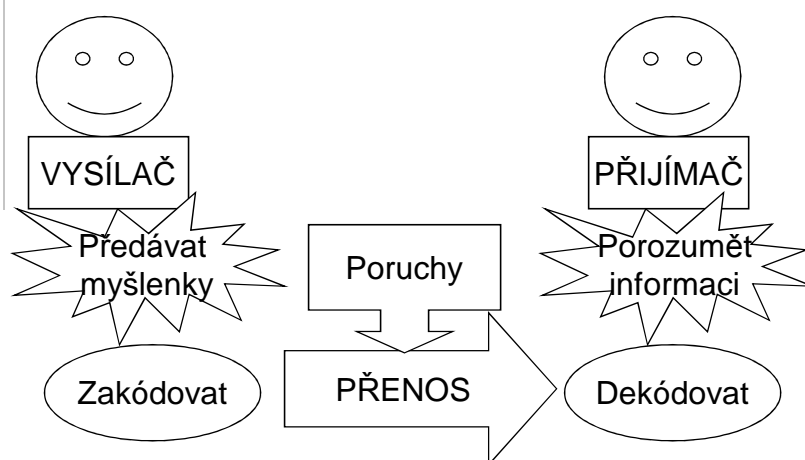 VYSÍLAČ
PŘIJÍMAČ
Předávat
myšlenky
Poruchy
Porozumět
informaci
Zakódovat
PŘENOS
Dekódovat